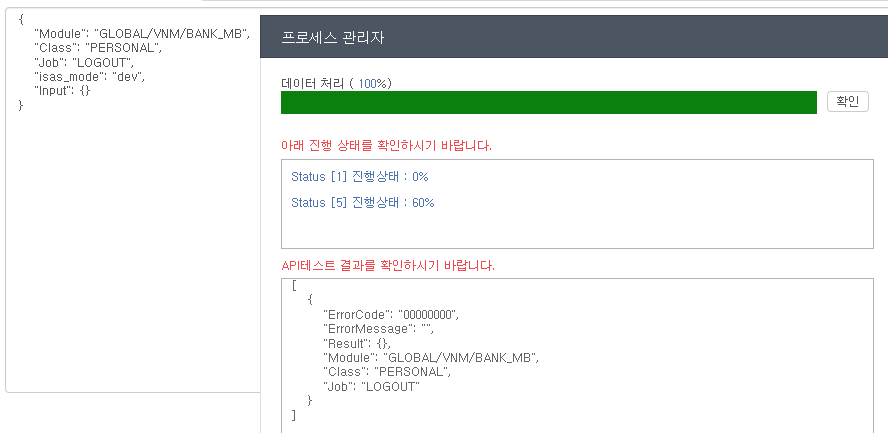 {
"Module": "GLOBAL/VNM/BANK_MB",
"Class": "PERSONAL",
"Job": "LOGOUT",
"isas_mode": "dev",
"Input": {}
}
프로세스 관리자
데이터 처리 ( 100%)
확인
아래 진행 상태를 확인하시기 바랍니다.
Status [1] 진행상태 : 0%
Status [5] 진행상태 : 60%
API테스트 결과를 확인하시기 바랍니다.
[
{
"ErrorCode": "00000000",
"ErrorMessage": "",
"Result": {},
"Module": "GLOBAL/VNM/BANK_MB",
"Class": "PERSONAL",
"Job": "LOGOUT"
}
]